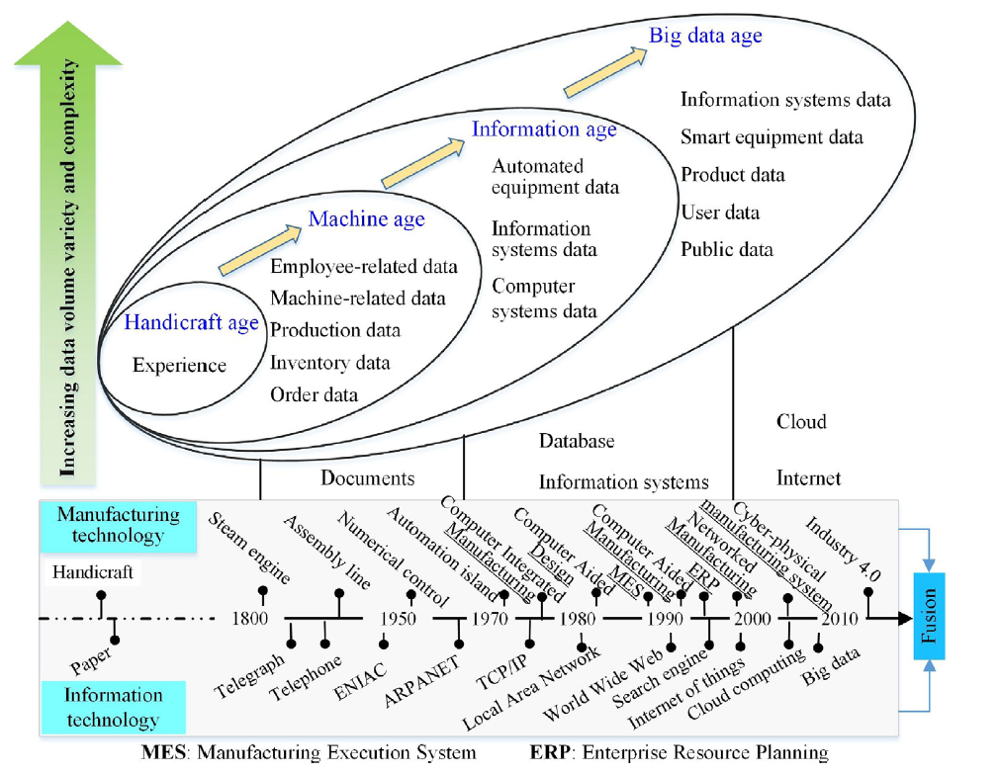 Big data age
Information systems data
Smart equipment data
Product data
User data
Public data
Information age
Automated
equipment data
Information
systems data
Computer
systems data
Machine age
Employee-related data
Machine-related data
Production data
Inventory data
Order data
Handicraft age
Experience
Increasing data volume variety and complexity
Documents
Database
Information systems
Cloud
Internet
Manufacturing
technology
Handicraft
Steam engine
Assembly line
Numerical control
Automation island
Computer Integrated
Manufacturing
Computer Aided
Design
MES
Computer Aided
Manufacturing
ERP
Networked
Manufacturing
Cyber-physical
manufacturing system
Industry 4.0
1800
1950
1970
1980
1990
2000
2010
Fusion
Paper
Telegraph
Telephone
ENIAC
ARPANET
TCP/IP
Local Area Network
World Wide Web
Search engine
Internet of things
Cloud computing
Big data
Information
technology
MES: Manufacturing Execution System
ERP: Enterprise Resource Planning